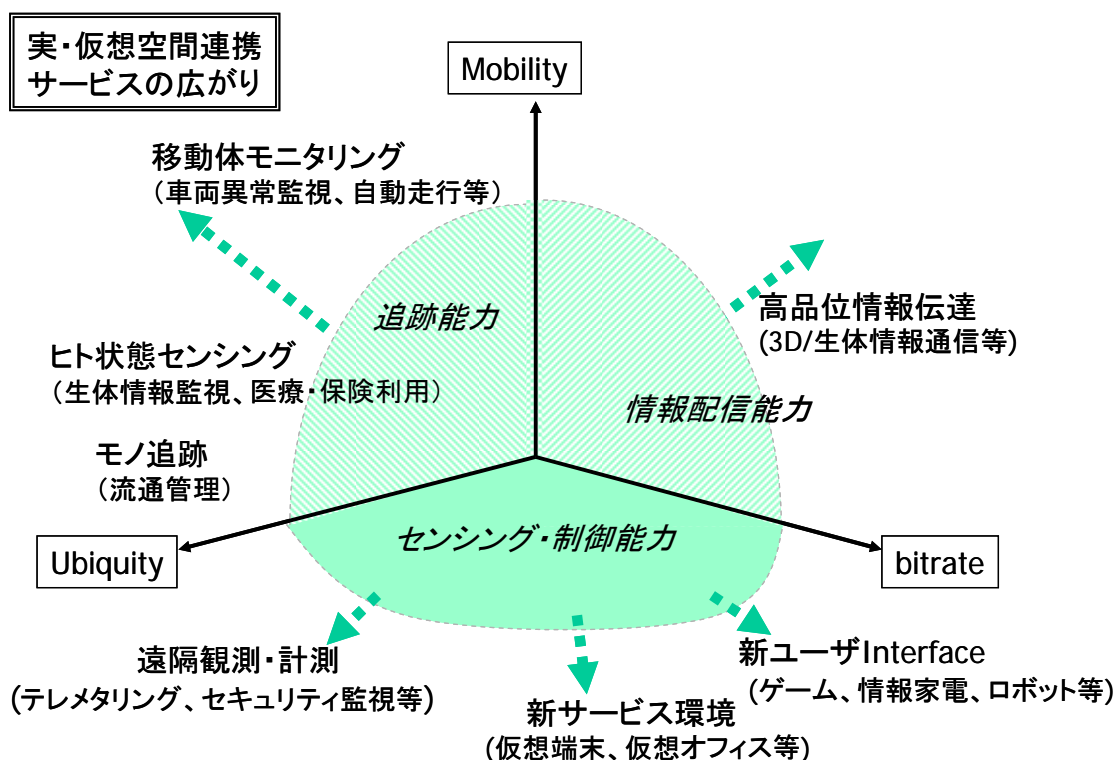 実・仮想空間連携
サービスの広がり
Mobility
移動体モニタリング
（車両異常監視、自動走行等）
追跡能力
高品位情報伝達
(3D/生体情報通信等)
ヒト状態センシング
（生体情報監視、医療・保険利用）
情報配信能力
モノ追跡
（流通管理）
センシング・制御能力
Ubiquity
bitrate
遠隔観測・計測
(テレメタリング、セキュリティ監視等)
新ユーザInterface
(ゲーム、情報家電、ロボット等)
新サービス環境
(仮想端末、仮想オフィス等)